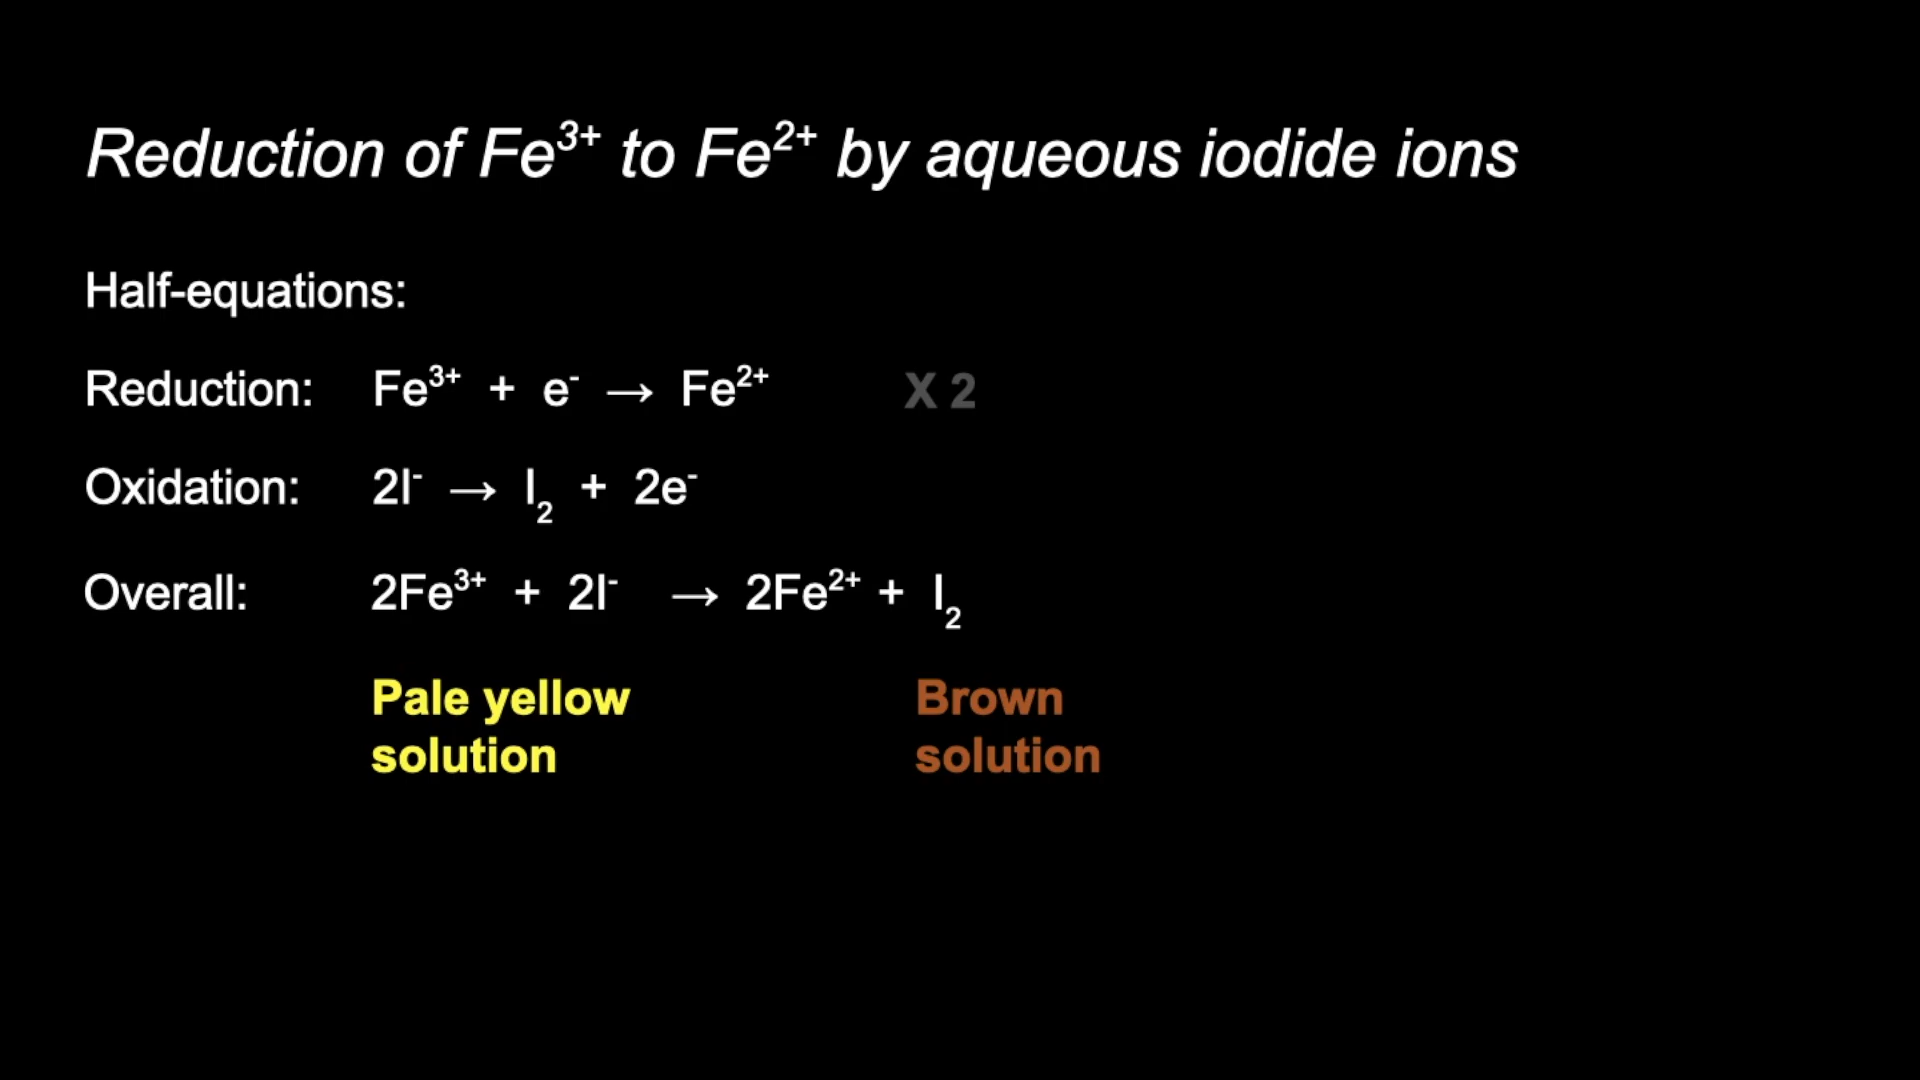 Reduction of Fe³⁺ to Fe²⁺ by aqueous iodide ions
Half-equations:
Reduction: Fe³⁺ + e⁻ → Fe²⁺ X 2
Oxidation: 2I⁻ → I₂ + 2e⁻
Overall: 2Fe³⁺ + 2I⁻ → 2Fe²⁺ + I₂
Pale yellow Brown
solution solution